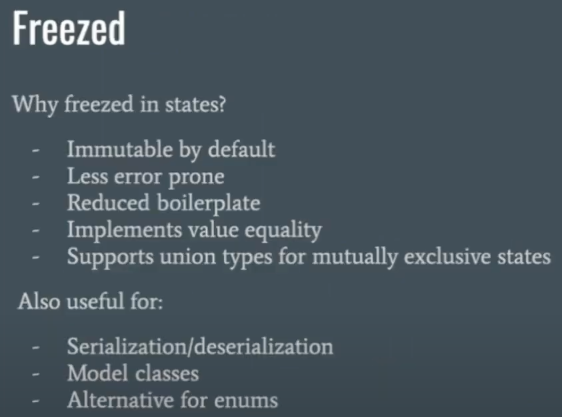 Freezed
Why freezed in states?
- Immutable by default
- Less error prone
- Reduced boilerplate
- Implements value equality
- Supports union types for mutually exclusive states
Also useful for:
- Serialization/deserialization
- Model classes
- Alternative for enums